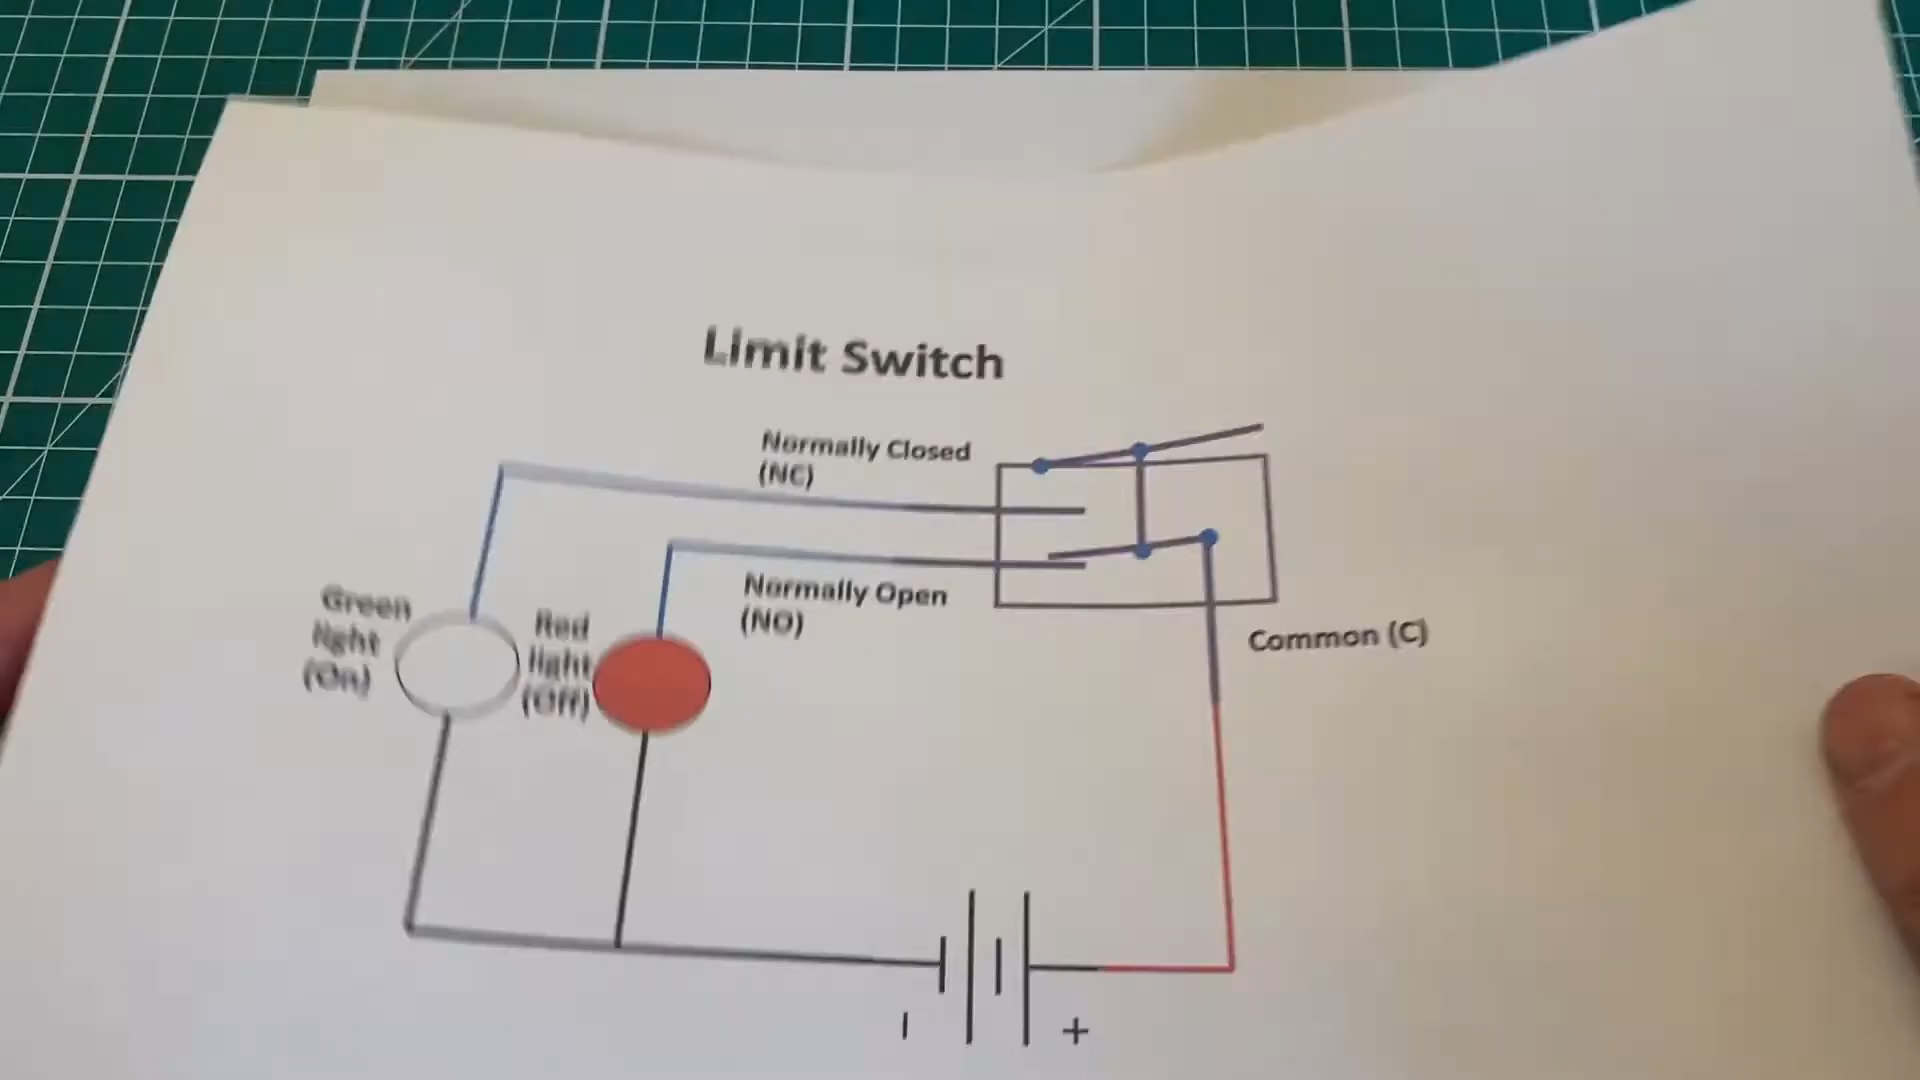 Limit Switch
Normally Closed
(NC)
Normally Open
(NO)
Green
light
(On)
Red
light
(Off)
Common (C)
- +